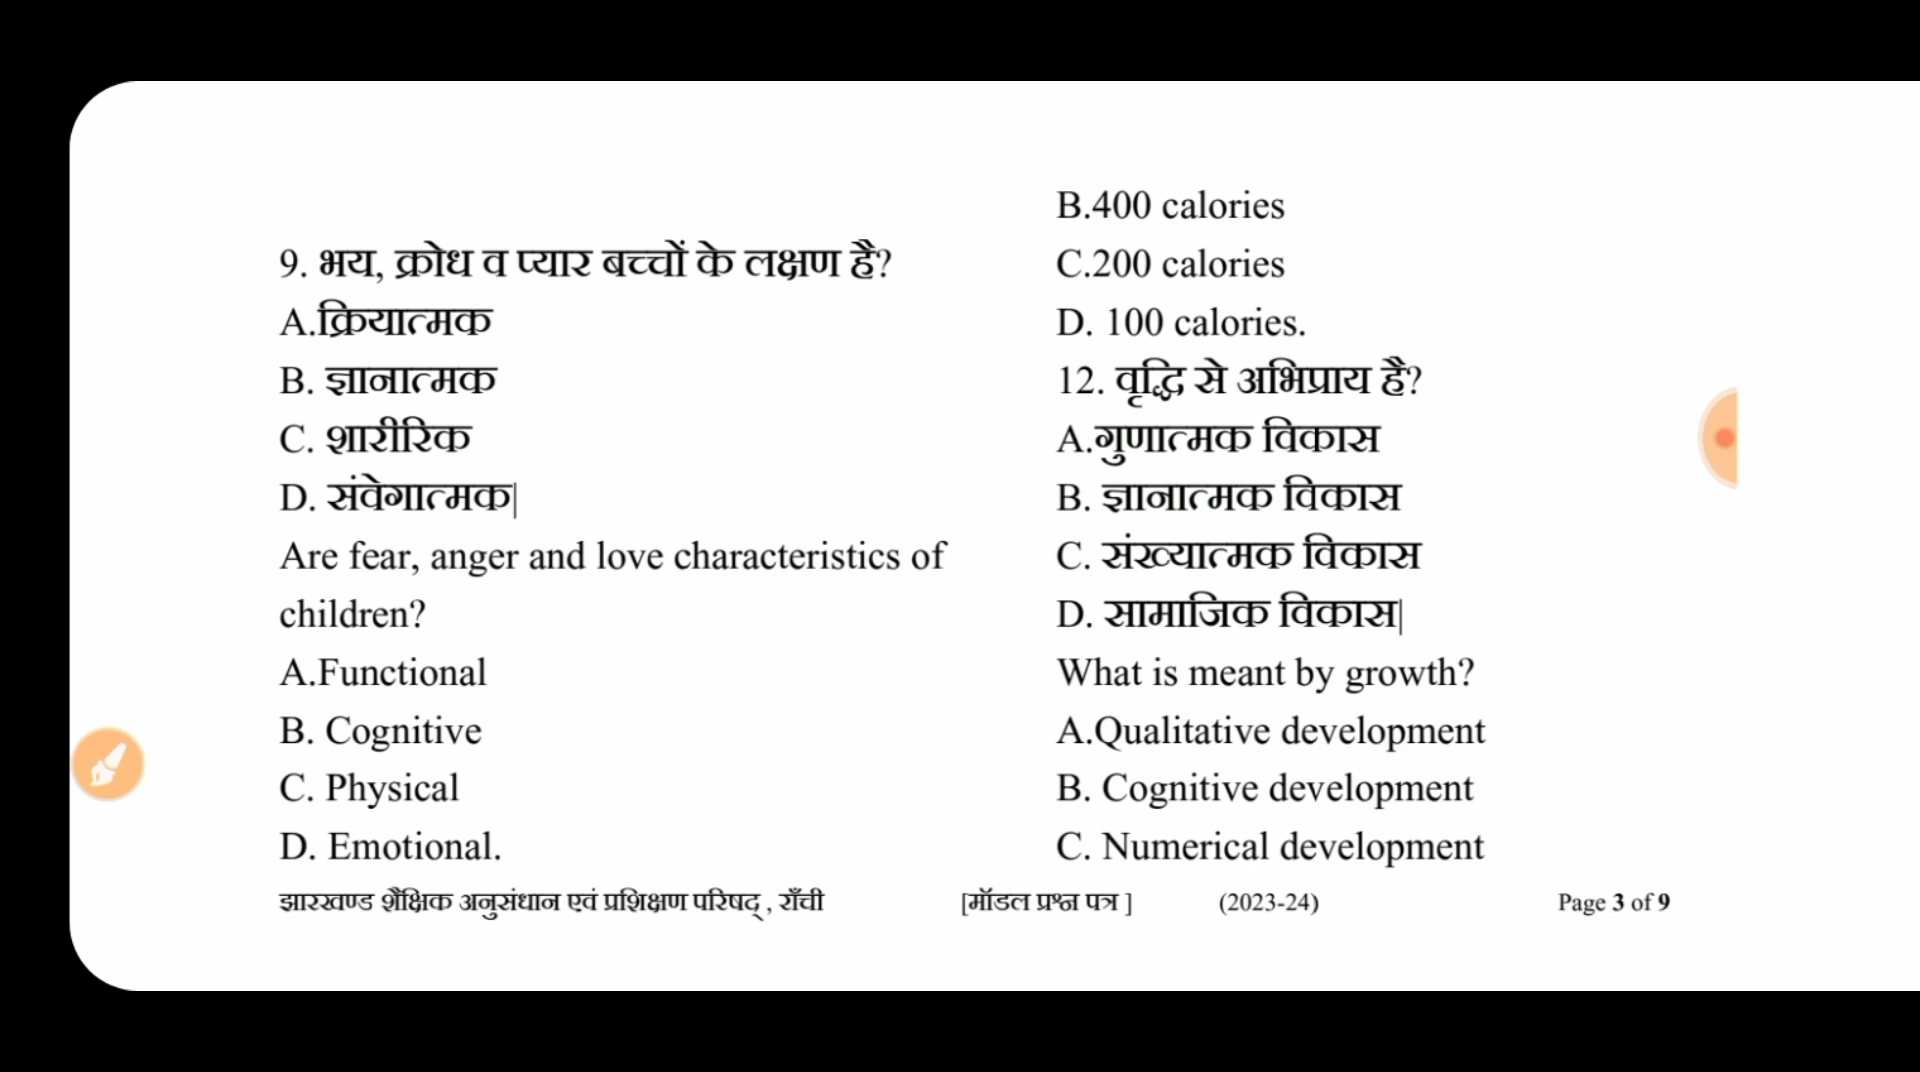 9. भय, क्रोध व प्यार बच्चों के लक्षण है?
A.क्रियात्मक
B. ज्ञानात्मक
C. शारीरिक
D. संवेगात्मक|
Are fear, anger and love characteristics of
children?
A.Functional
B. Cognitive
C. Physical
D. Emotional.
B.400 calories
C.200 calories
D. 100 calories.
12. वृद्धि से अभिप्राय है?
A.गुणात्मक विकास
B. ज्ञानात्मक विकास
C. संख्यात्मक विकास
D. सामाजिक विकास|
What is meant by growth?
A.Qualitative development
B. Cognitive development
C. Numerical development
झारखण्ड शैक्षिक अनुसंधान एवं प्रशिक्षण परिषद् , राँची [मॉडल प्रश्न पत्र ] (2023-24) Page 3 of 9